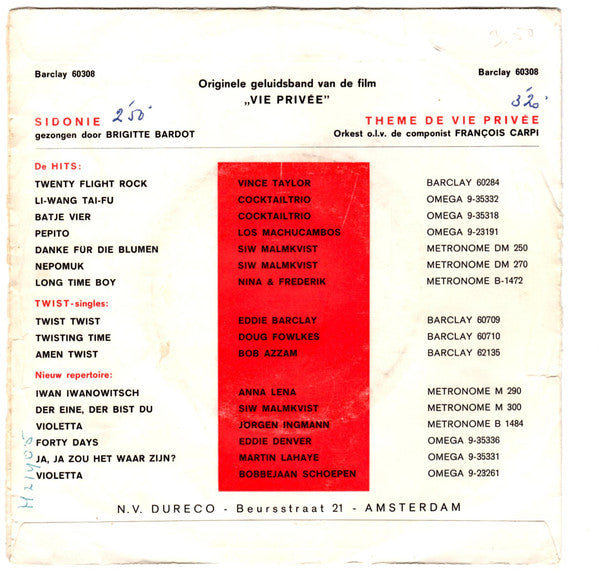 3.50
Barclay 60308
Barclay 60308
Originele geluidsband van de film
„VIE PRIVÉE”
SIDONIE 2.50
gezongen door BRIGITTE BARDOT
3.20
THEME DE VIE PRIVÉE
Orkest o.l.v. de componist FRANÇOIS CARPI
De HITS:
TWENTY FLIGHT ROCK VINCE TAYLOR BARCLAY 60284
LI-WANG TAI-FU COCKTAILTRIO OMEGA 9-35332
BATJE VIER COCKTAILTRIO OMEGA 9-35318
PEPITO LOS MACHUCAMBOS OMEGA 9-23191
DANKE FÜR DIE BLUMEN SIW MALMKVIST METRONOME DM 250
NEPOMUK SIW MALMKVIST METRONOME DM 270
LONG TIME BOY NINA & FREDERIK METRONOME B-1472
TWIST-singles:
TWIST TWIST EDDIE BARCLAY BARCLAY 60709
TWISTING TIME DOUG FOWLKES BARCLAY 60710
AMEN TWIST BOB AZZAM BARCLAY 62135
Nieuw repertoire:
IWAN IWANOWITSCH ANNA LENA METRONOME M 290
DER EINE, DER BIST DU SIW MALMKVIST METRONOME M 300
VIOLETTA JORGEN INGMANN METRONOME B 1484
FORTY DAYS EDDIE DENVER OMEGA 9-35336
JA, JA ZOU HET WAAR ZIJN? MARTIN LAHAYE OMEGA 9-35331
VIOLETTA BOBBEJAAN SCHOEPEN OMEGA 9-23261
N.V. DURECO - Beursstraat 21 - AMSTERDAM